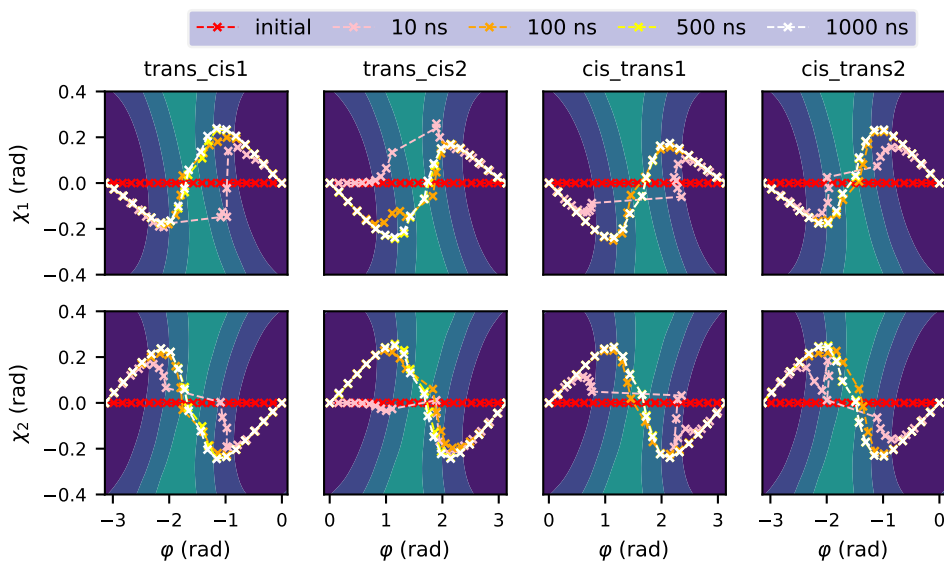 initial 10 ns 100 ns 500 ns 1000 ns
trans_cis1 trans_cis2 cis_trans1 cis_trans2
0.4
0.2
0.0
−0.2
−0.4
χ1 (rad)
0.4
0.2
0.0
−0.2
−0.4
χ2 (rad)
−3 −2 −1 0 0 1 2 3 0 1 2 3 −3 −2 −1 0
φ (rad) φ (rad) φ (rad) φ (rad)